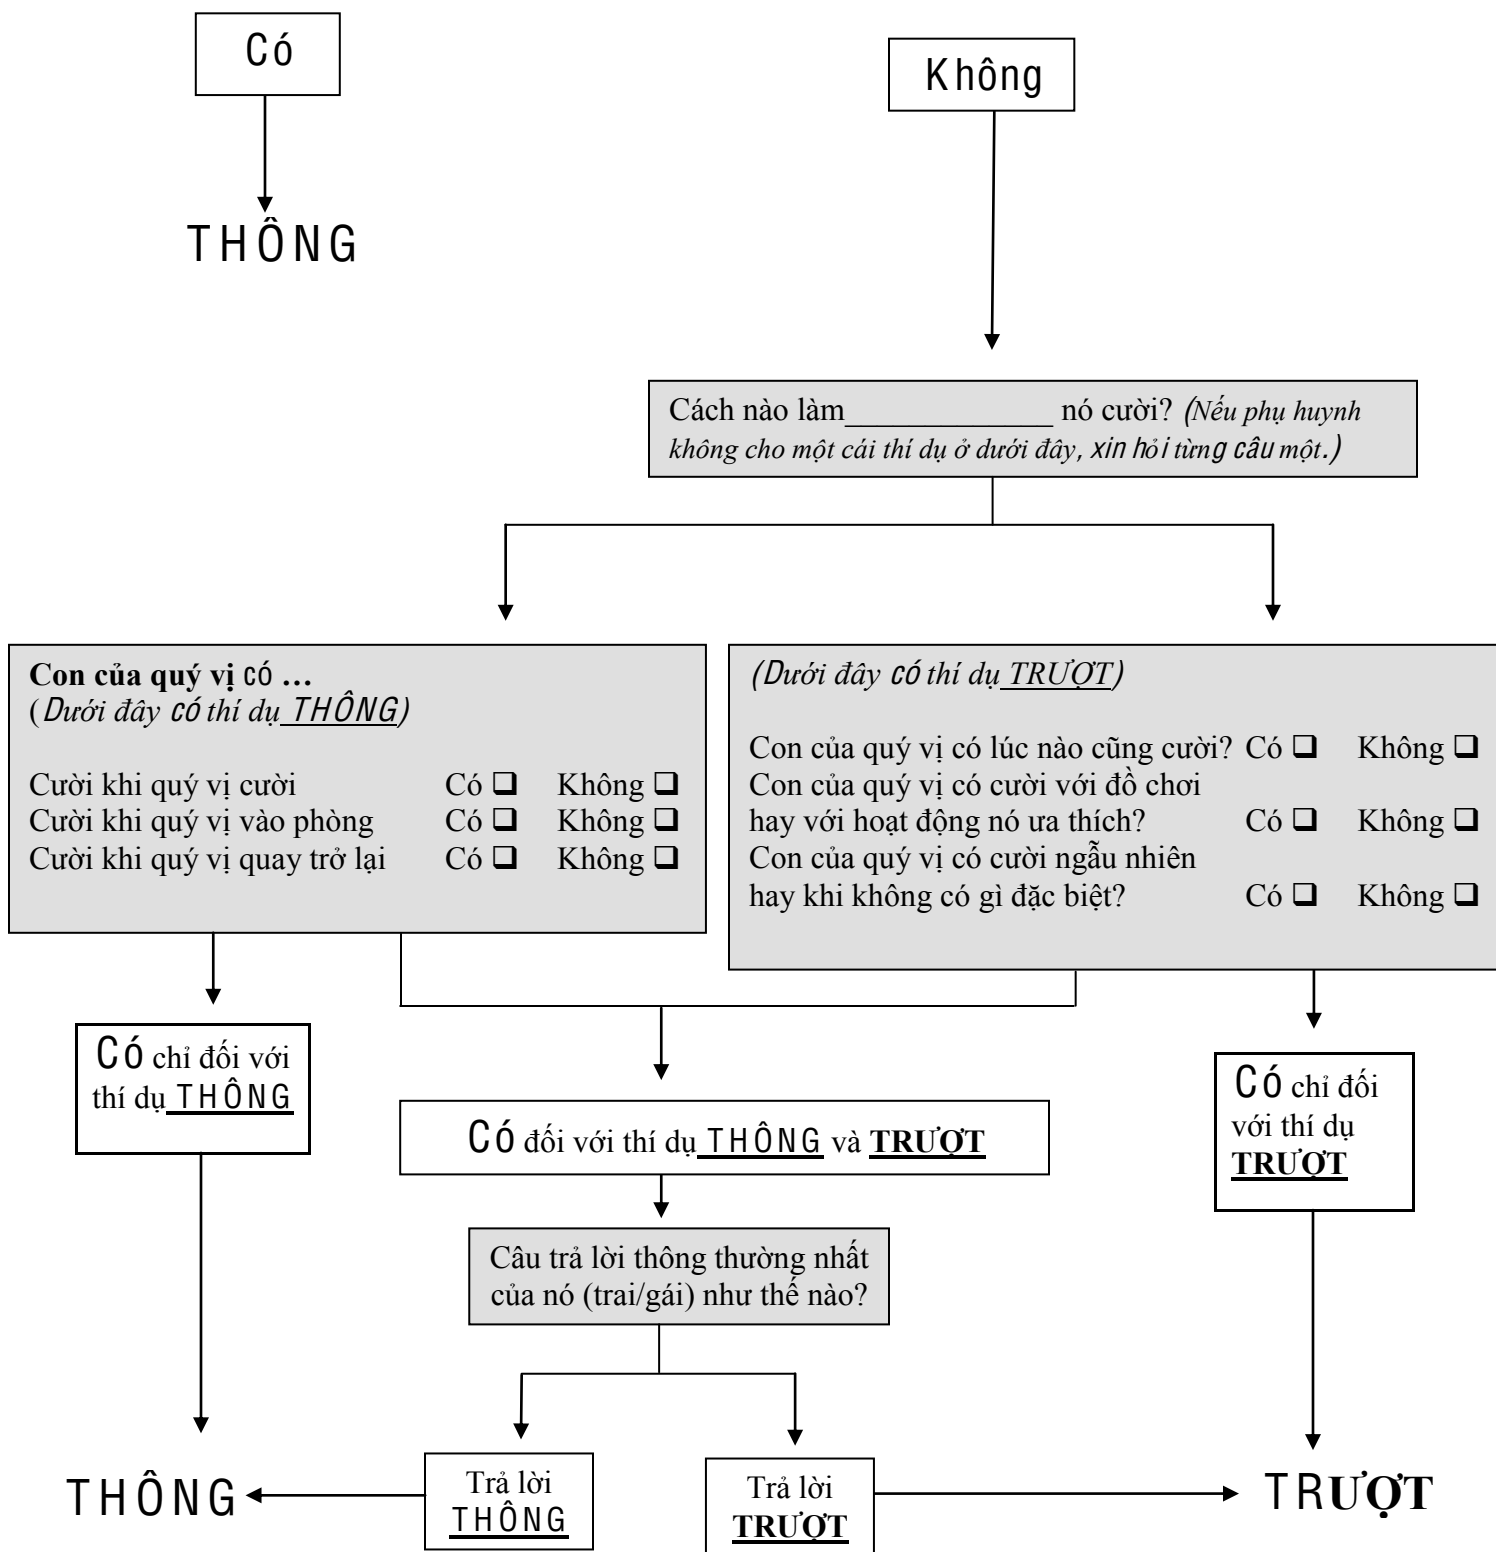 Có
Không
THÔNG
Cách nào làm_____________ nó cười? (Nếu phụ huynh
không cho một cái thí dụ ở dưới đây, xin hỏi từng câu một.)
Con của quý vị có …
(Dưới đây có thí dụ THÔNG)
Cười khi quý vị cười Có ❑ Không ❑
Cười khi quý vị vào phòng Có ❑ Không ❑
Cười khi quý vị quay trở lại Có ❑ Không ❑
(Dưới đây có thí dụ TRƯỢT)
Con của quý vị có lúc nào cũng cười? Có ❑ Không ❑
Con của quý vị có cười với đồ chơi
hay với hoạt động nó ưa thích? Có ❑ Không ❑
Con của quý vị có cười ngẫu nhiên
hay khi không có gì đặc biệt? Có ❑ Không ❑
Có chỉ đối với
thí dụ THÔNG
Có đối với thí dụ THÔNG và TRƯỢT
Có chỉ đối
với thí dụ
TRƯỢT
Câu trả lời thông thường nhất
của nó (trai/gái) như thế nào?
THÔNG
Trả lời
THÔNG
Trả lời
TRƯỢT
TRƯỢT